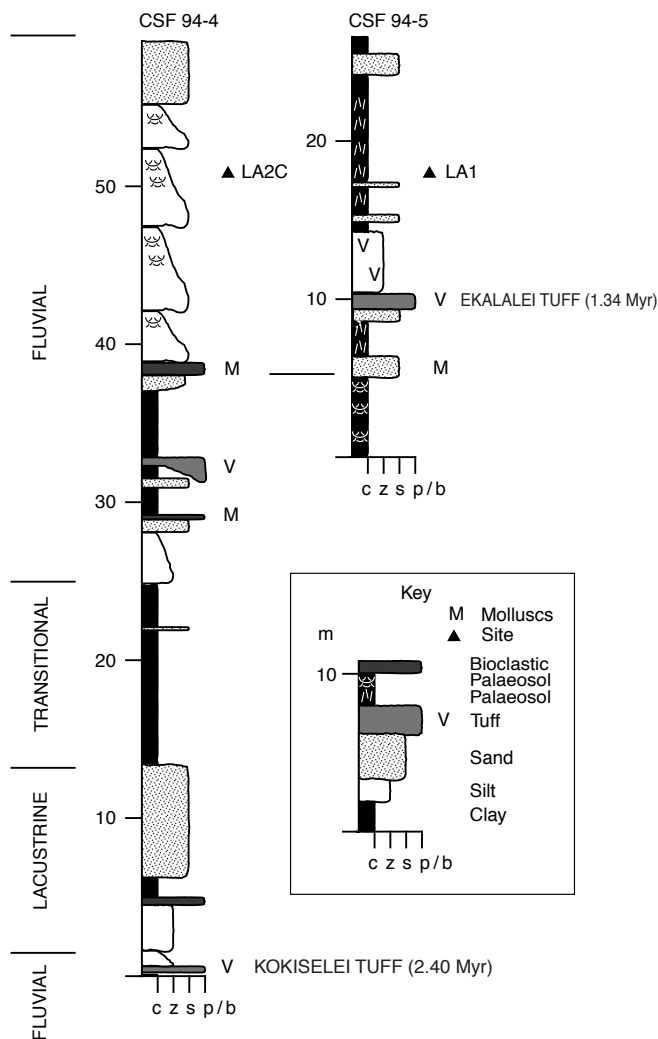 CSF 94-4
CSF 94-5
FLUVIAL
TRANSITIONAL
LACUSTRINE
FLUVIAL
50
40
30
20
10
▲ LA2C
M
V
M
V KOKISELEI TUFF (2.40 Myr)
c z s p/b
20
10
▲ LA1
V
V
V EKALALEI TUFF (1.34 Myr)
M
c z s p/b
Key
m
M Molluscs
▲ Site
10
Bioclastic
Palaeosol
Palaeosol
V Tuff
Sand
Silt
Clay
c z s p/b